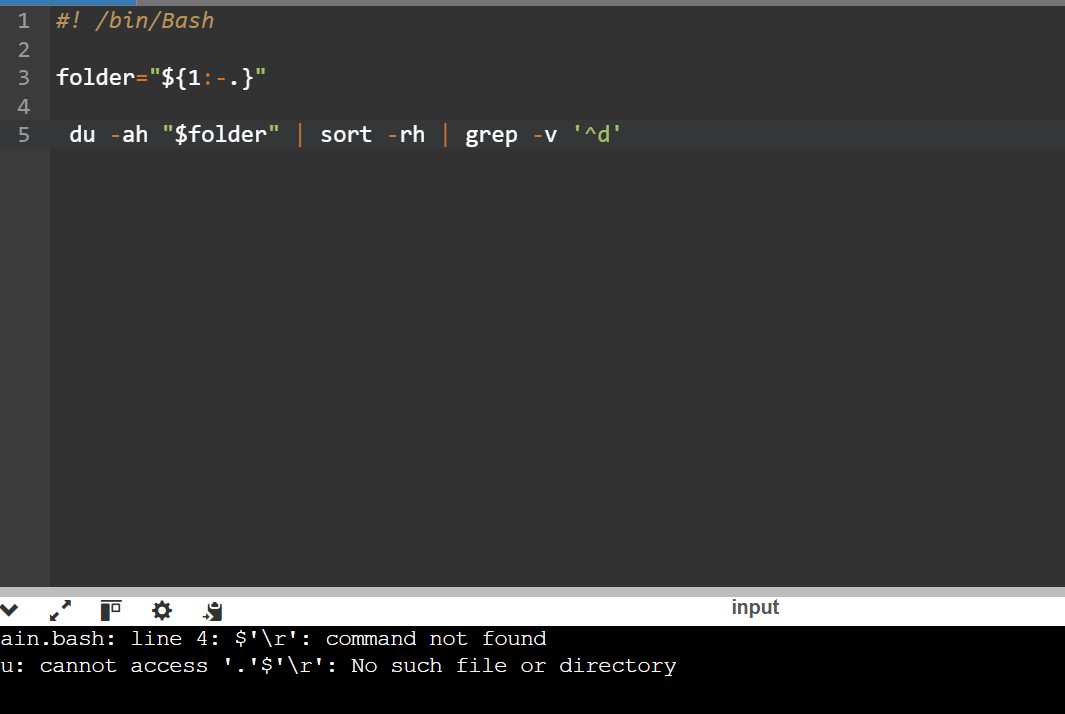 1 #! /bin/Bash
2
3 folder="${1:-.}"
4
5 du -ah "$folder" | sort -rh | grep -v '^d'
input
ain.bash: line 4: $'\r': command not found
u: cannot access '.'$'\r': No such file or directory